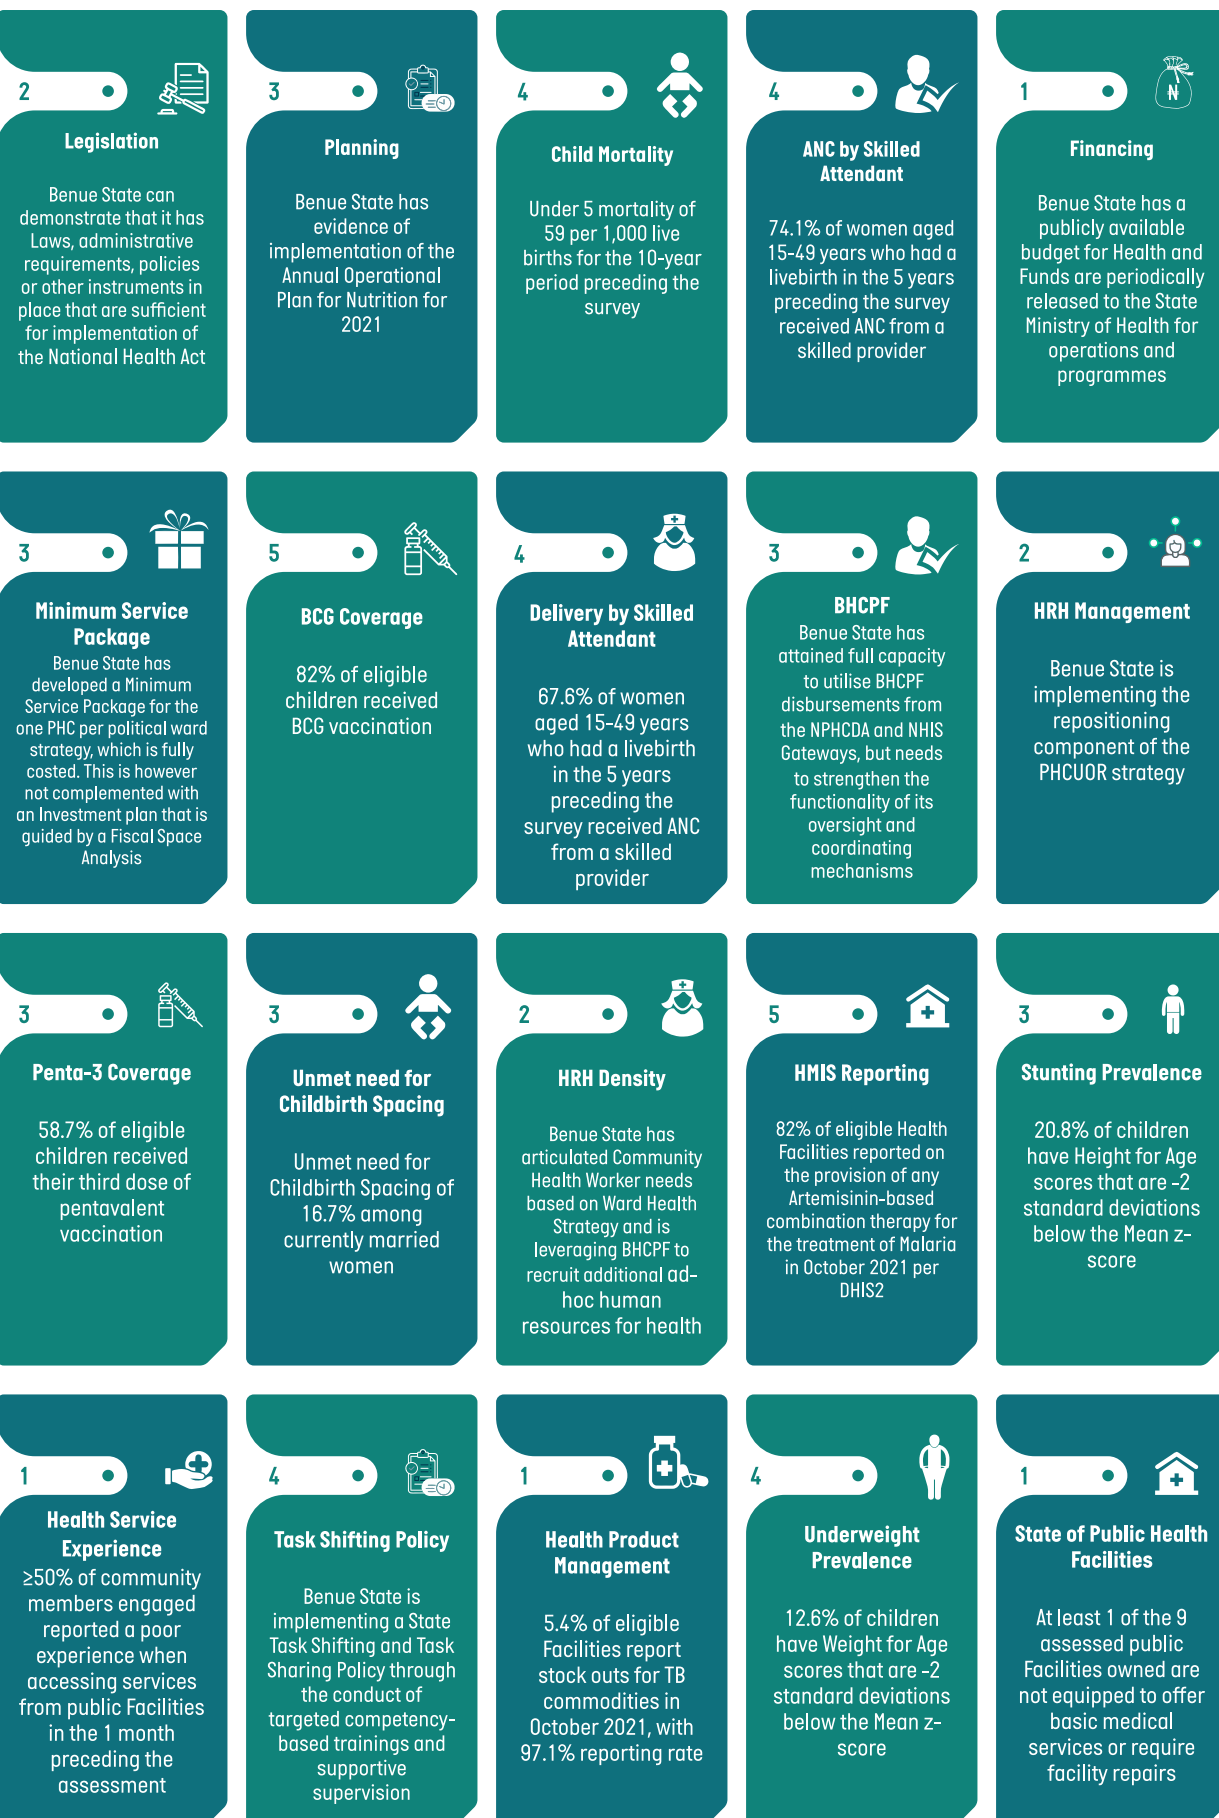 2
Legislation
Benue State can
demonstrate that it has
Laws, administrative
requirements, policies
or other instruments in
place that are sufficient
for implementation of
the National Health Act
3
Planning
Benue State has
evidence of
implementation of the
Annual Operational
Plan for Nutrition for
2021
4
Child Mortality
Under 5 mortality of
59 per 1,000 live
births for the 10-year
period preceding the
survey
4
ANC by Skilled
Attendant
74.1% of women aged
15-49 years who had a
livebirth in the 5 years
preceding the survey
received ANC from a
skilled provider
1
₦
Financing
Benue State has a
publicly available
budget for Health and
Funds are periodically
released to the State
Ministry of Health for
operations and
programmes
3
Minimum Service
Package
Benue State has
developed a Minimum
Service Package for the
one PHC per political ward
strategy, which is fully
costed. This is however
not complemented with
an Investment plan that is
guided by a Fiscal Space
Analysis
5
BCG Coverage
82% of eligible
children received
BCG vaccination
4
Delivery by Skilled
Attendant
67.6% of women
aged 15-49 years
who had a livebirth
in the 5 years
preceding the
survey received ANC
from a skilled
provider
3
BHCPF
Benue State has
attained full capacity
to utilise BHCPF
disbursements from
the NPHCDA and NHIS
Gateways, but needs
to strengthen the
functionality of its
oversight and
coordinating
mechanisms
2
HRH Management
Benue State is
implementing the
repositioning
component of the
PHCUOR strategy
3
Penta-3 Coverage
58.7% of eligible
children received
their third dose of
pentavalent
vaccination
3
Unmet need for
Childbirth Spacing
Unmet need for
Childbirth Spacing of
16.7% among
currently married
women
2
HRH Density
Benue State has
articulated Community
Health Worker needs
based on Ward Health
Strategy and is
leveraging BHCPF to
recruit additional ad-
hoc human
resources for health
5
HMIS Reporting
82% of eligible Health
Facilities reported on
the provision of any
Artemisinin-based
combination therapy for
the treatment of Malaria
in October 2021 per
DHIS2
3
Stunting Prevalence
20.8% of children
have Height for Age
scores that are -2
standard deviations
below the Mean z-
score
1
Health Service
Experience
≥50% of community
members engaged
reported a poor
experience when
accessing services
from public Facilities
in the 1 month
preceding the
assessment
4
Task Shifting Policy
Benue State is
implementing a State
Task Shifting and Task
Sharing Policy through
the conduct of
targeted competency-
based trainings and
supportive
supervision
1
Health Product
Management
5.4% of eligible
Facilities report
stock outs for TB
commodities in
October 2021, with
97.1% reporting rate
4
Underweight
Prevalence
12.6% of children
have Weight for Age
scores that are -2
standard deviations
below the Mean z-
score
1
State of Public Health
Facilities
At least 1 of the 9
assessed public
Facilities owned are
not equipped to offer
basic medical
services or require
facility repairs